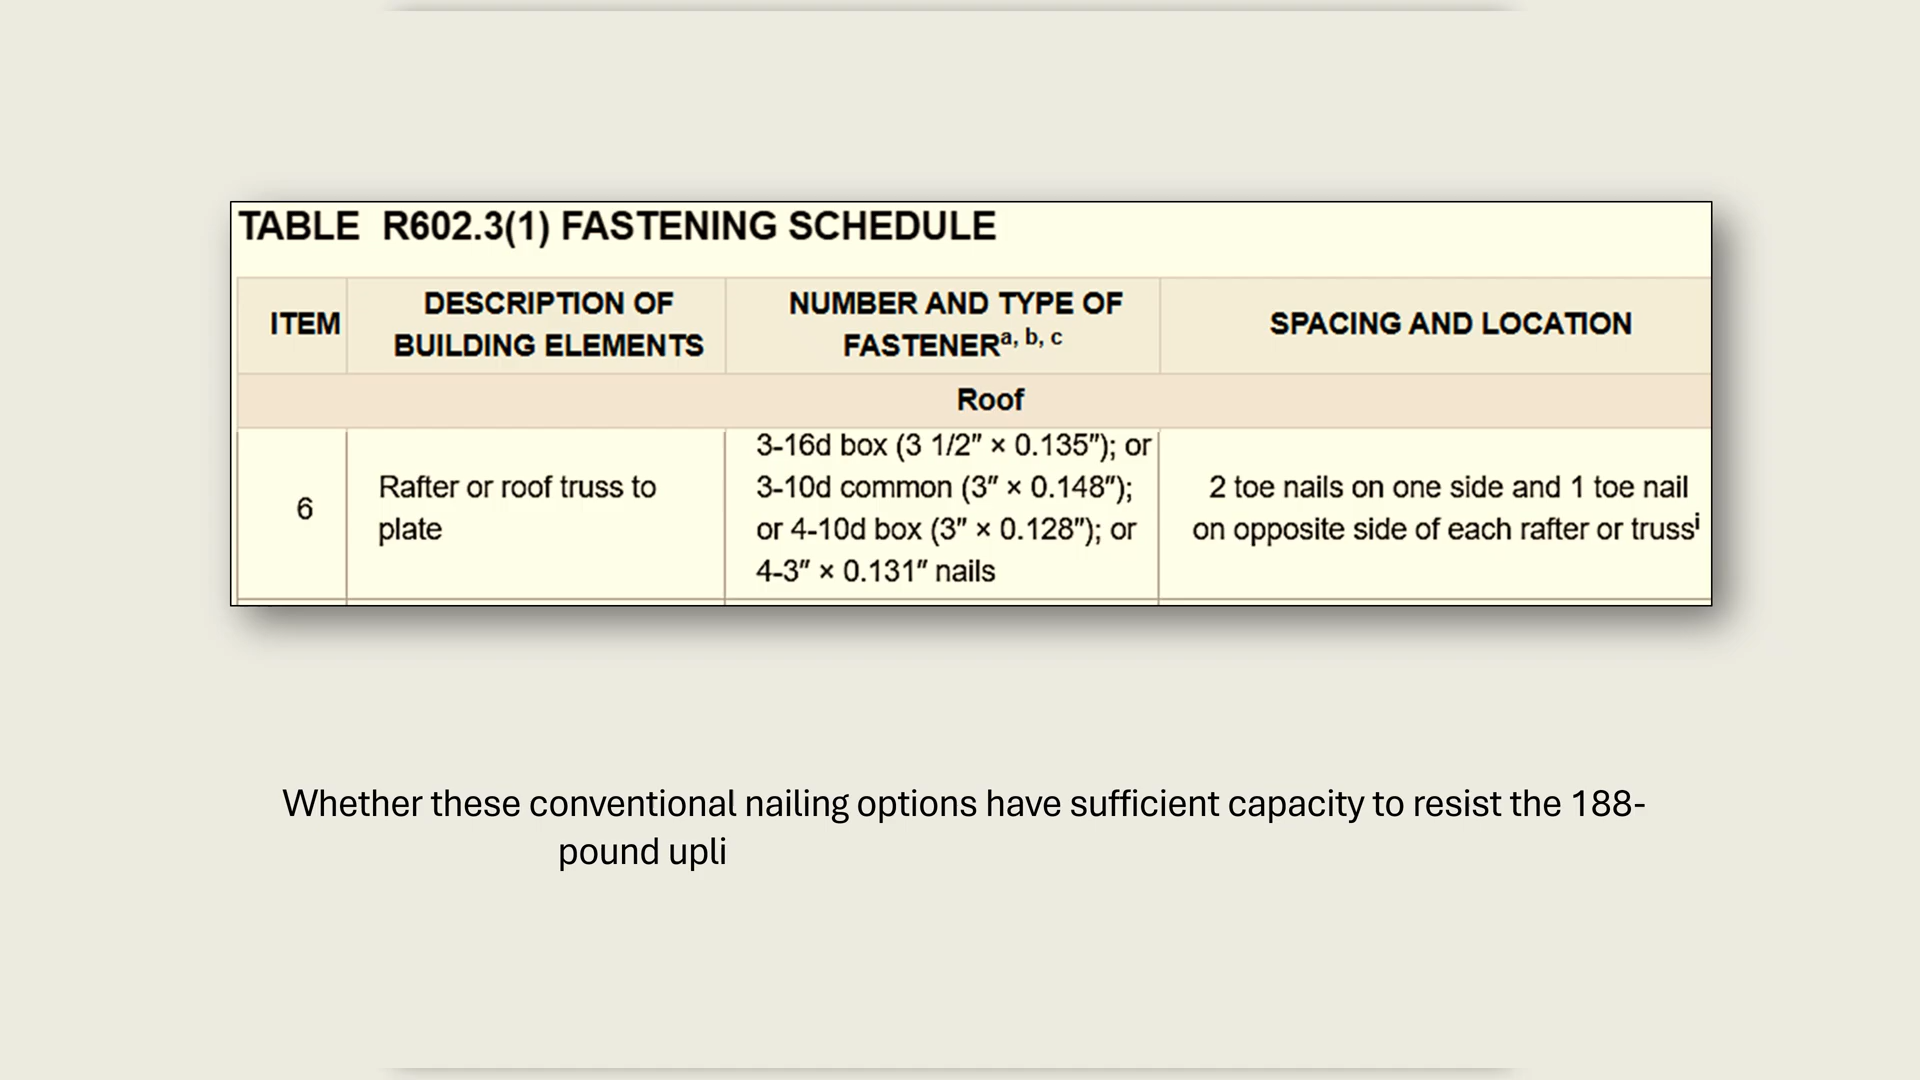 TABLE R602.3(1) FASTENING SCHEDULE
ITEM
DESCRIPTION OF
BUILDING ELEMENTS
NUMBER AND TYPE OF
FASTENERa, b, c
SPACING AND LOCATION
Roof
6
Rafter or roof truss to
plate
3-16d box (3 1/2″ × 0.135″); or
3-10d common (3″ × 0.148″);
or 4-10d box (3″ × 0.128″); or
4-3″ × 0.131″ nails
2 toe nails on one side and 1 toe nail
on opposite side of each rafter or trussi
Whether these conventional nailing options have sufficient capacity to resist the 188-
pound upli